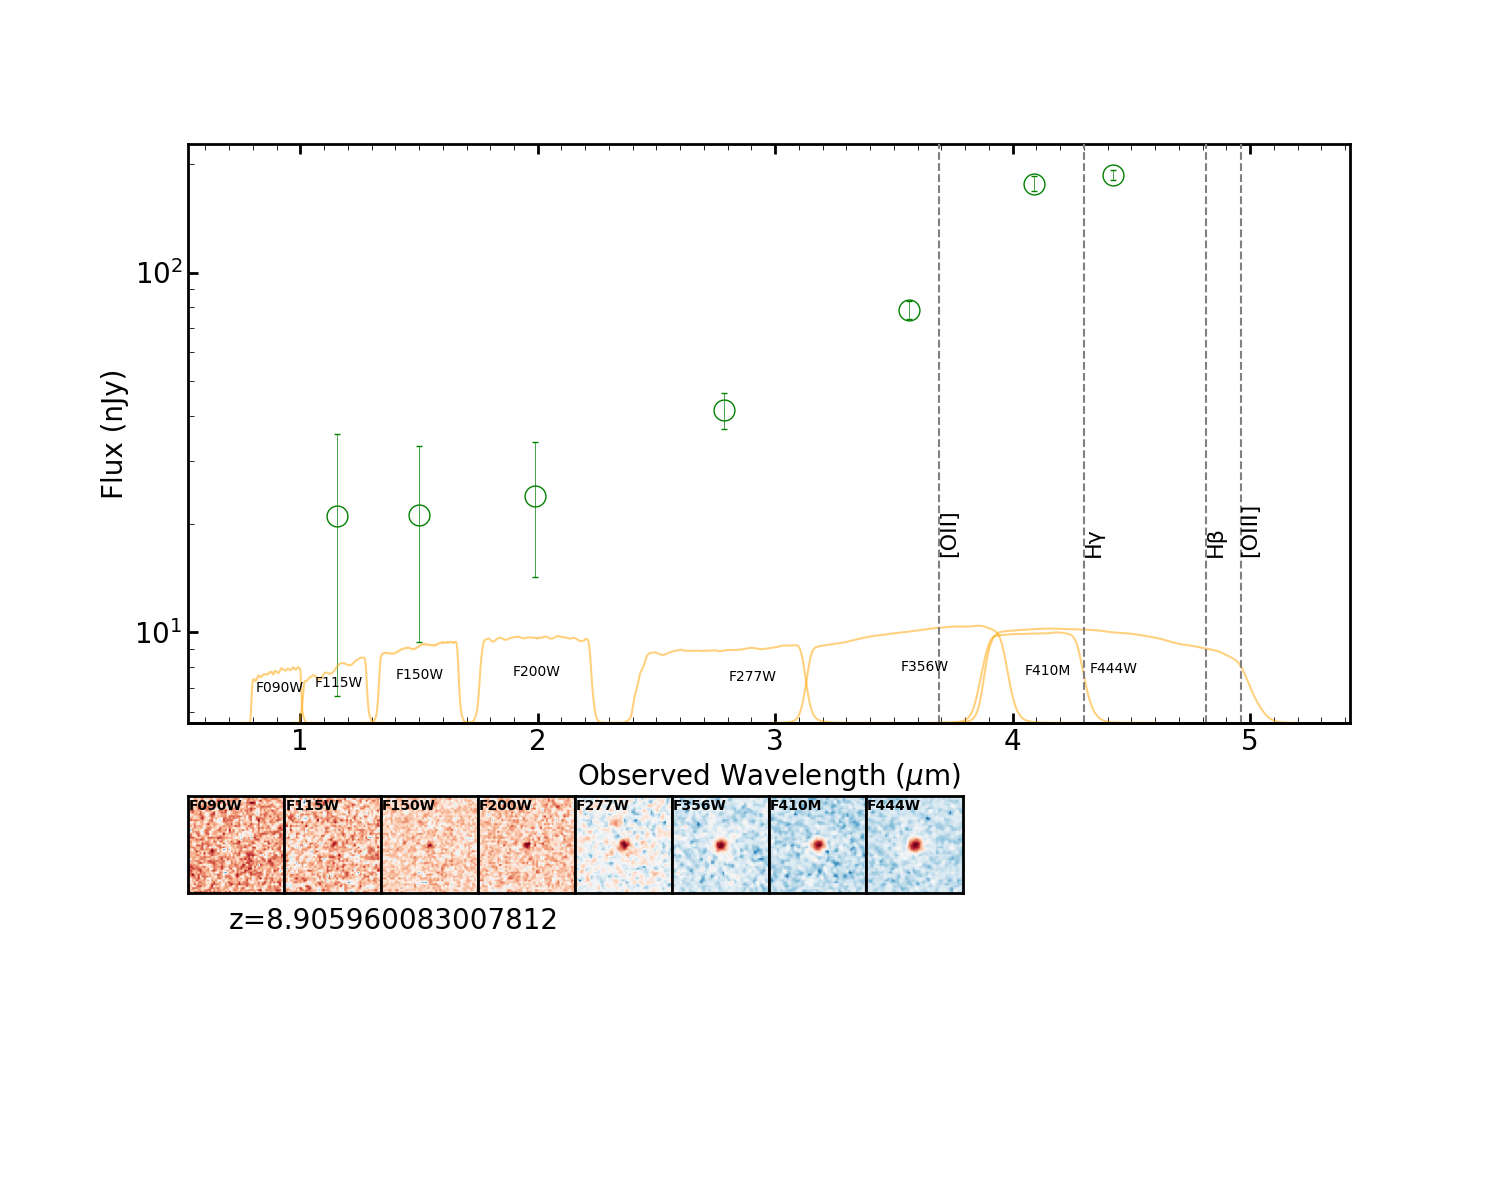 10²
10¹
Flux (nJy)
[OII]
Hγ
Hβ
[OIII]
F090W
F115W
F150W
F200W
F277W
F356W
F410M
F444W
1 2 3 4 5
Observed Wavelength (μm)
F090W F115W F150W F200W F277W F356W F410M F444W
z=8.905960083007812